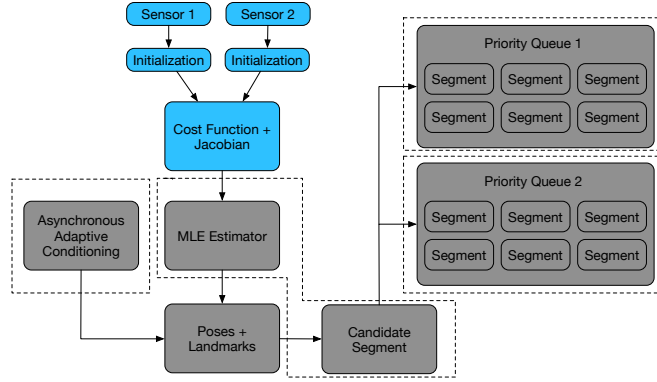 Sensor 1
Sensor 2
Initialization
Initialization
Cost Function +
Jacobian
Asynchronous
Adaptive
Conditioning
MLE Estimator
Poses +
Landmarks
Candidate
Segment
Priority Queue 1
Segment Segment Segment
Segment Segment Segment
Priority Queue 2
Segment Segment Segment
Segment Segment Segment